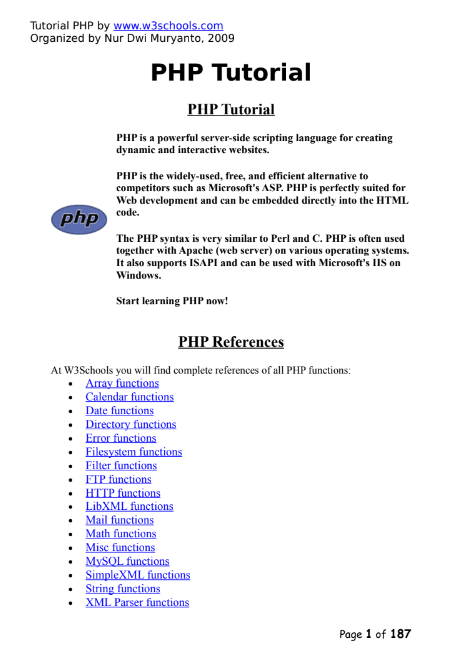 Tutorial PHP by www.w3schools.com
Organized by Nur Dwi Muryanto, 2009
PHP Tutorial
PHP Tutorial
PHP is a powerful server-side scripting language for creating
dynamic and interactive websites.
PHP is the widely-used, free, and efficient alternative to
competitors such as Microsoft's ASP. PHP is perfectly suited for
Web development and can be embedded directly into the HTML
code.
php
The PHP syntax is very similar to Perl and C. PHP is often used
together with Apache (web server) on various operating systems.
It also supports ISAPI and can be used with Microsoft's IIS on
Windows.
Start learning PHP now!
PHP References
At W3Schools you will find complete references of all PHP functions:
• Array functions
• Calendar functions
• Date functions
• Directory functions
• Error functions
• Filesystem functions
• Filter functions
• FTP functions
• HTTP functions
• LibXML functions
• Mail functions
• Math functions
• Misc functions
• MySQL functions
• SimpleXML functions
• String functions
• XML Parser functions
Page 1 of 187